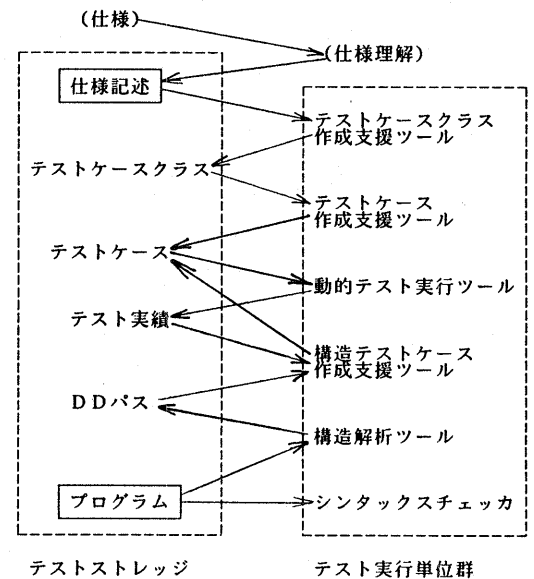 （仕様）
（仕様理解）
仕様記述
テストケースクラス
作成支援ツール
テストケースクラス
テストケース
作成支援ツール
テストケース
動的テスト実行ツール
テスト実績
構造テストケース
作成支援ツール
ＤＤパス
構造解析ツール
プログラム
シンタックスチェッカ
テストストレッジ
テスト実行単位群